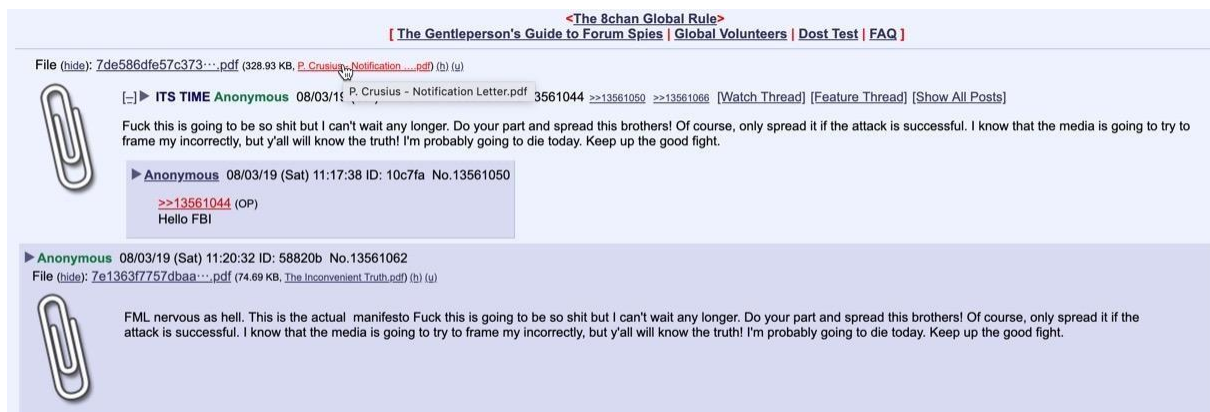 <The 8chan Global Rule>
[ The Gentleperson's Guide to Forum Spies | Global Volunteers | Dost Test | FAQ ]
File (hide): 7de586dfe57c373···.pdf (328.93 KB, P. Crusius - Notification ....pdf) (h) (u)
[–]▶ ITS TIME Anonymous 08/03/19 3561044 >>13561050 >>13561066 [Watch Thread] [Feature Thread] [Show All Posts]
P. Crusius - Notification Letter.pdf
Fuck this is going to be so shit but I can't wait any longer. Do your part and spread this brothers! Of course, only spread it if the attack is successful. I know that the media is going to try to
frame my incorrectly, but y'all will know the truth! I'm probably going to die today. Keep up the good fight.
▶Anonymous 08/03/19 (Sat) 11:17:38 ID: 10c7fa No.13561050
>>13561044 (OP)
Hello FBI
▶Anonymous 08/03/19 (Sat) 11:20:32 ID: 58820b No.13561062
File (hide): 7e1363f7757dbaa···.pdf (74.69 KB, The Inconvenient Truth.pdf) (h) (u)
FML nervous as hell. This is the actual manifesto Fuck this is going to be so shit but I can't wait any longer. Do your part and spread this brothers! Of course, only spread it if the
attack is successful. I know that the media is going to try to frame my incorrectly, but y'all will know the truth! I'm probably going to die today. Keep up the good fight.